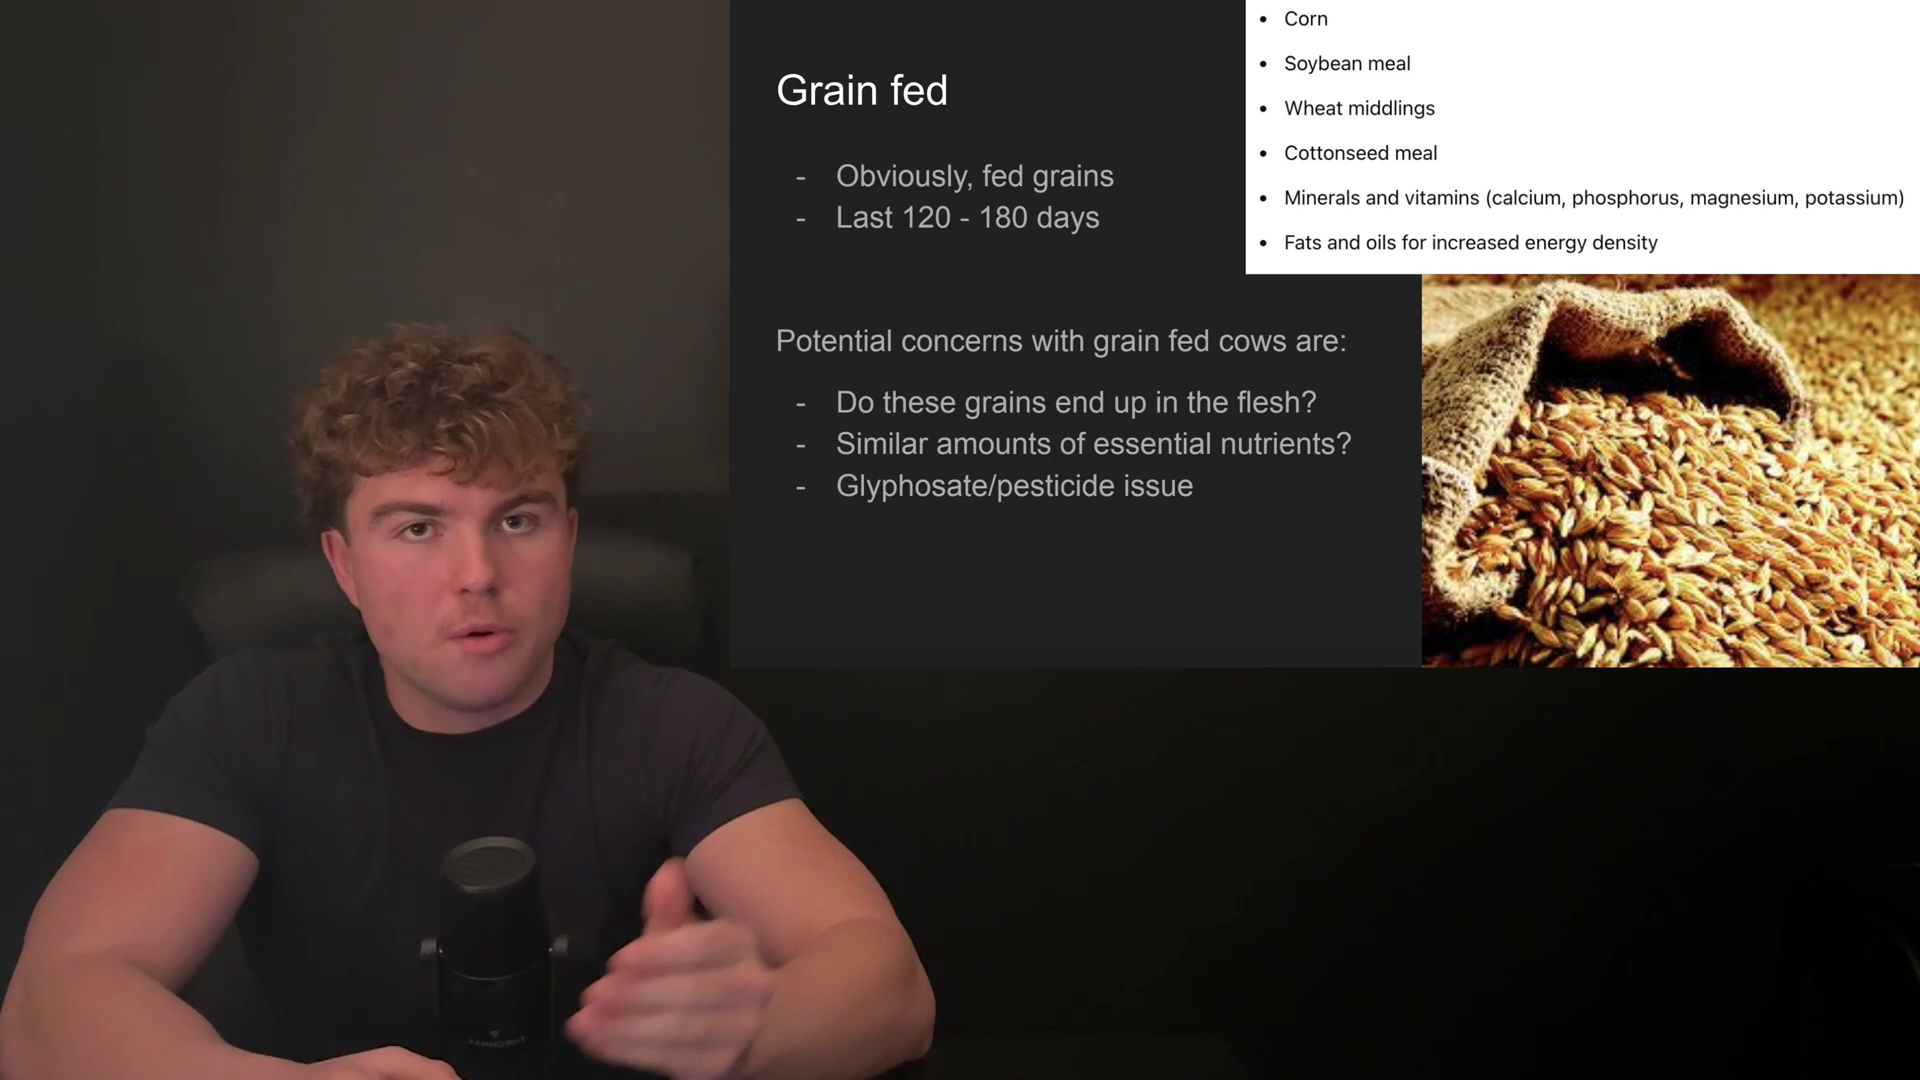 Grain fed
- Obviously, fed grains
- Last 120 - 180 days
Potential concerns with grain fed cows are:
- Do these grains end up in the flesh?
- Similar amounts of essential nutrients?
- Glyphosate/pesticide issue
• Corn
• Soybean meal
• Wheat middlings
• Cottonseed meal
• Minerals and vitamins (calcium, phosphorus, magnesium, potassium)
• Fats and oils for increased energy density